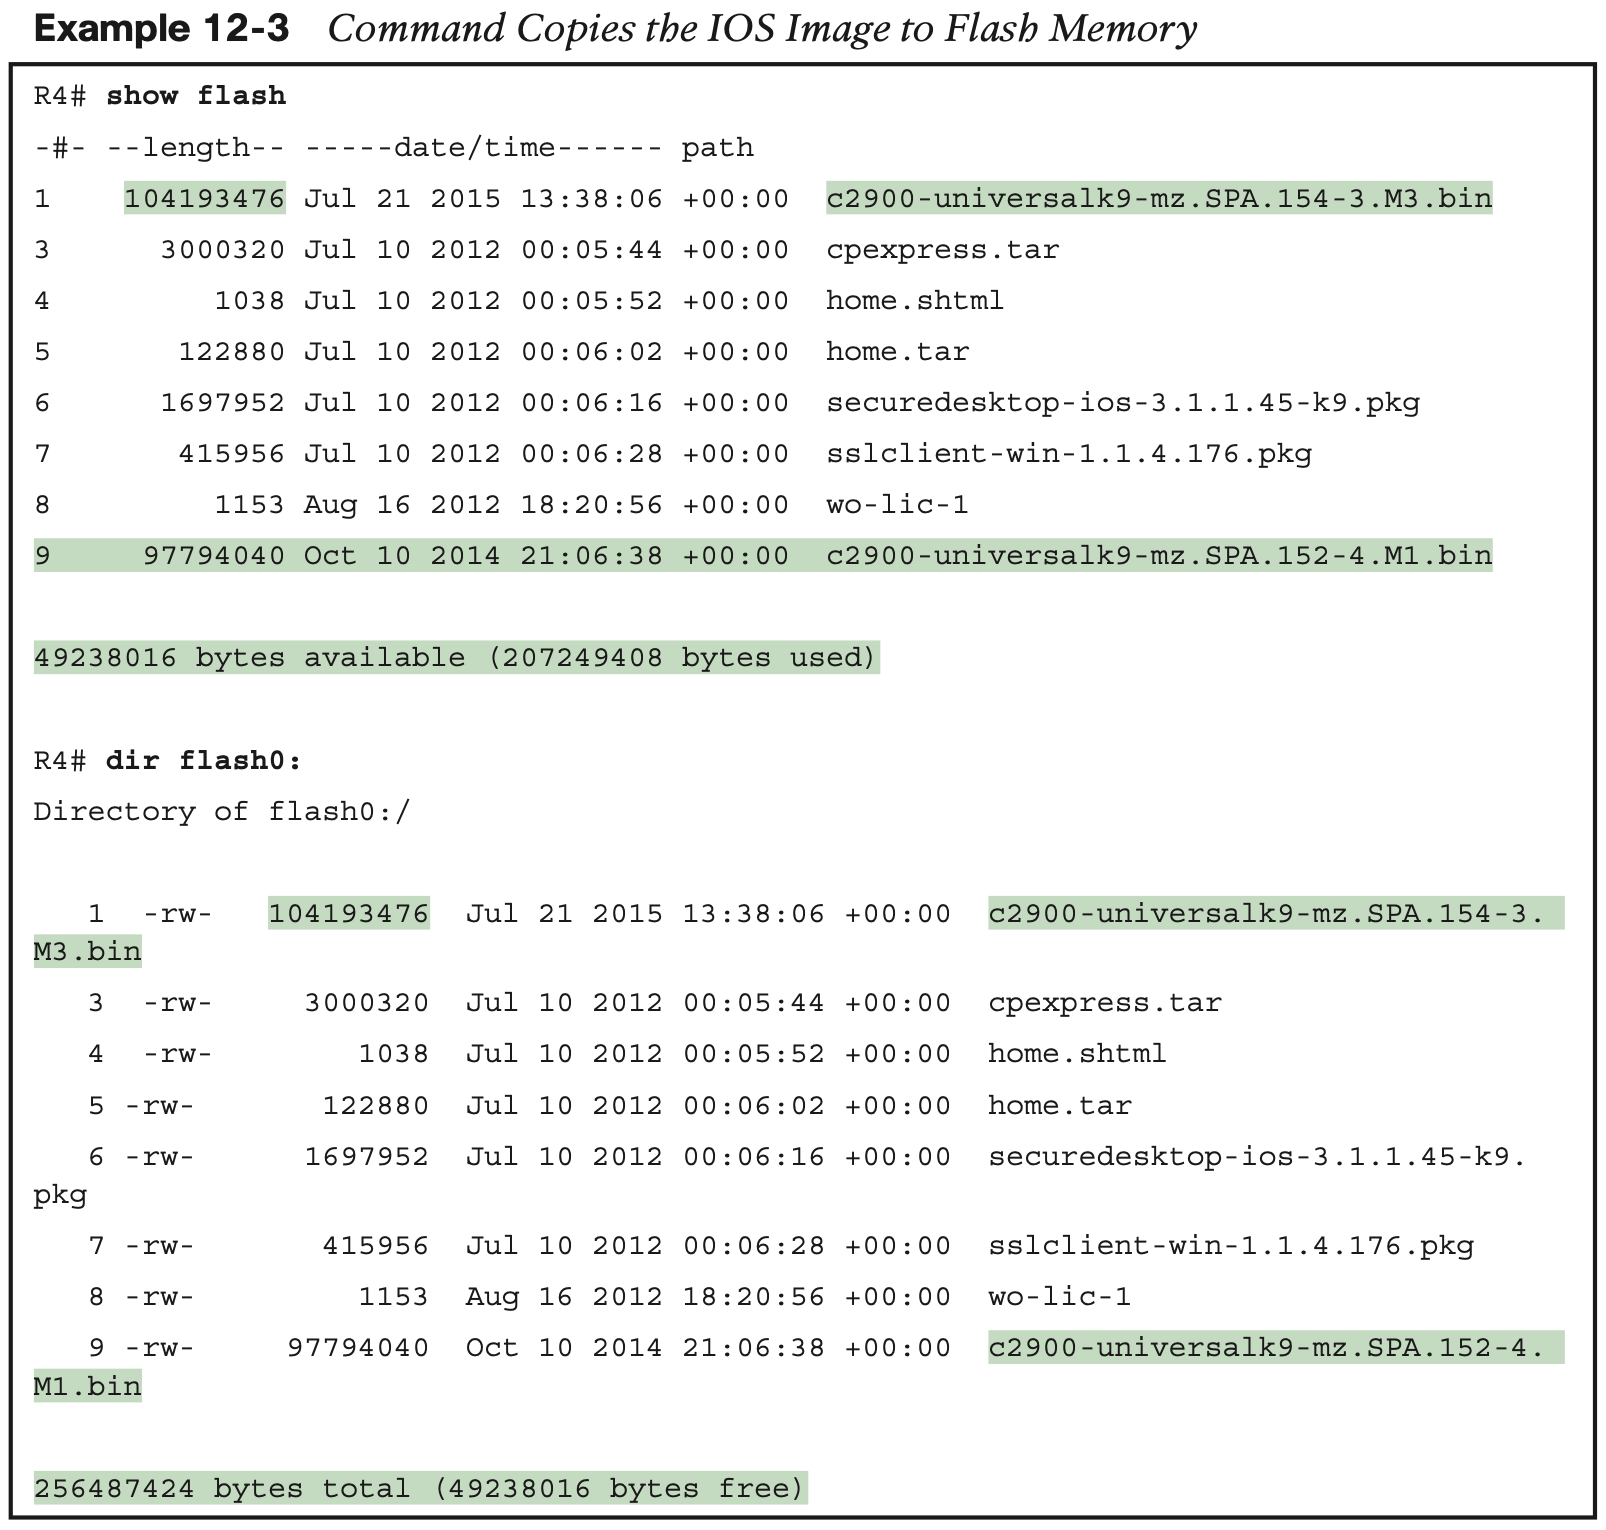 Example 12-3 Command Copies the IOS Image to Flash Memory
R4# show flash
-#- --length-- -----date/time------ path
1 104193476 Jul 21 2015 13:38:06 +00:00 c2900-universalk9-mz.SPA.154-3.M3.bin
3 3000320 Jul 10 2012 00:05:44 +00:00 cpexpress.tar
4 1038 Jul 10 2012 00:05:52 +00:00 home.shtml
5 122880 Jul 10 2012 00:06:02 +00:00 home.tar
6 1697952 Jul 10 2012 00:06:16 +00:00 securedesktop-ios-3.1.1.45-k9.pkg
7 415956 Jul 10 2012 00:06:28 +00:00 sslclient-win-1.1.4.176.pkg
8 1153 Aug 16 2012 18:20:56 +00:00 wo-lic-1
9 97794040 Oct 10 2014 21:06:38 +00:00 c2900-universalk9-mz.SPA.152-4.M1.bin
49238016 bytes available (207249408 bytes used)
R4# dir flash0:
Directory of flash0:/
1 -rw- 104193476 Jul 21 2015 13:38:06 +00:00 c2900-universalk9-mz.SPA.154-3.
M3.bin
3 -rw- 3000320 Jul 10 2012 00:05:44 +00:00 cpexpress.tar
4 -rw- 1038 Jul 10 2012 00:05:52 +00:00 home.shtml
5 -rw- 122880 Jul 10 2012 00:06:02 +00:00 home.tar
6 -rw- 1697952 Jul 10 2012 00:06:16 +00:00 securedesktop-ios-3.1.1.45-k9.
pkg
7 -rw- 415956 Jul 10 2012 00:06:28 +00:00 sslclient-win-1.1.4.176.pkg
8 -rw- 1153 Aug 16 2012 18:20:56 +00:00 wo-lic-1
9 -rw- 97794040 Oct 10 2014 21:06:38 +00:00 c2900-universalk9-mz.SPA.152-4.
M1.bin
256487424 bytes total (49238016 bytes free)